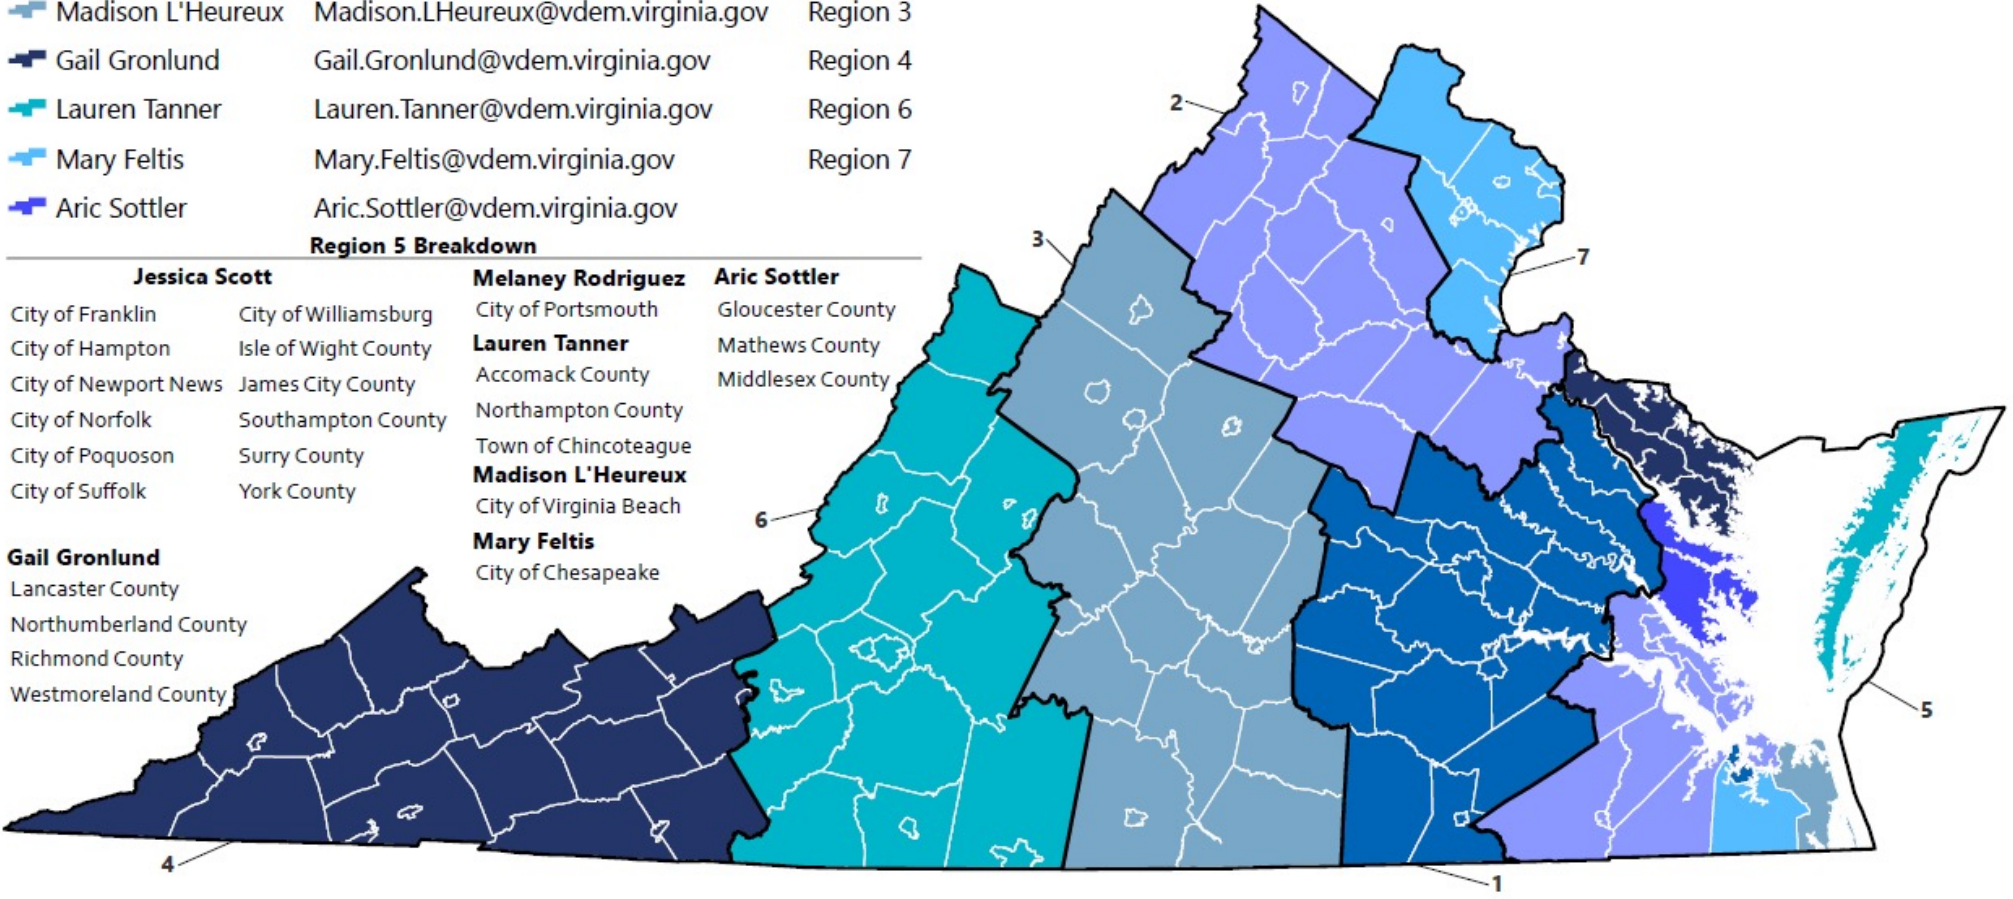 Madison L'Heureux Madison.LHeureux@vdem.virginia.gov Region 3
Gail Gronlund Gail.Gronlund@vdem.virginia.gov Region 4
Lauren Tanner Lauren.Tanner@vdem.virginia.gov Region 6
Mary Feltis Mary.Feltis@vdem.virginia.gov Region 7
Aric Sottler Aric.Sottler@vdem.virginia.gov
Region 5 Breakdown
Jessica Scott
City of Franklin City of Williamsburg
City of Hampton Isle of Wight County
City of Newport News James City County
City of Norfolk Southampton County
City of Poquoson Surry County
City of Suffolk York County
Gail Gronlund
Lancaster County
Northumberland County
Richmond County
Westmoreland County
Melaney Rodriguez
City of Portsmouth
Lauren Tanner
Accomack County
Northampton County
Town of Chincoteague
Madison L'Heureux
City of Virginia Beach
Mary Feltis
City of Chesapeake
Aric Sottler
Gloucester County
Mathews County
Middlesex County
2
3
7
6
5
4
1